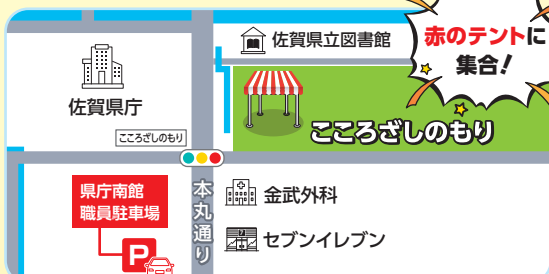 佐賀県立図書館
赤のテントに
集合!
佐賀県庁
こころざしのもり
こころざしのもり
県庁南館
職員駐車場
P
本丸通り
金武外科
7
セブンイレブン